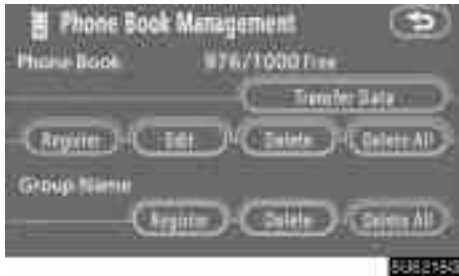 Phone Book Management
Phone Book 976/1000 Free
Transfer Data
Register Edit Delete Delete All
Group Name
Register Delete Delete All